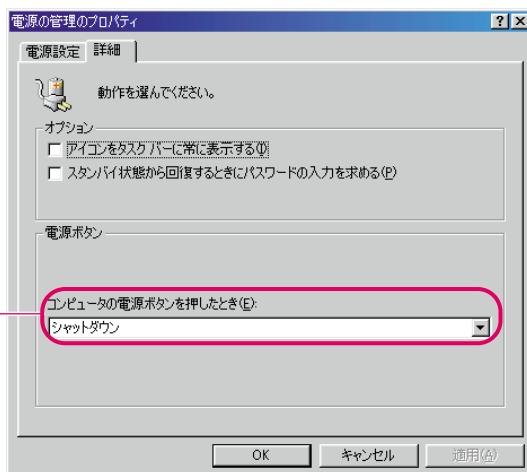 電源の管理のプロパティ
電源設定 詳細
動作を選んでください。
オプション
アイコンをタスク バーに常に表示する(I)
スタンバイ状態から回復するときにパスワードの入力を求める(P)
電源ボタン
コンピュータの電源ボタンを押したとき(E):
シャットダウン
OK キャンセル 適用(A)